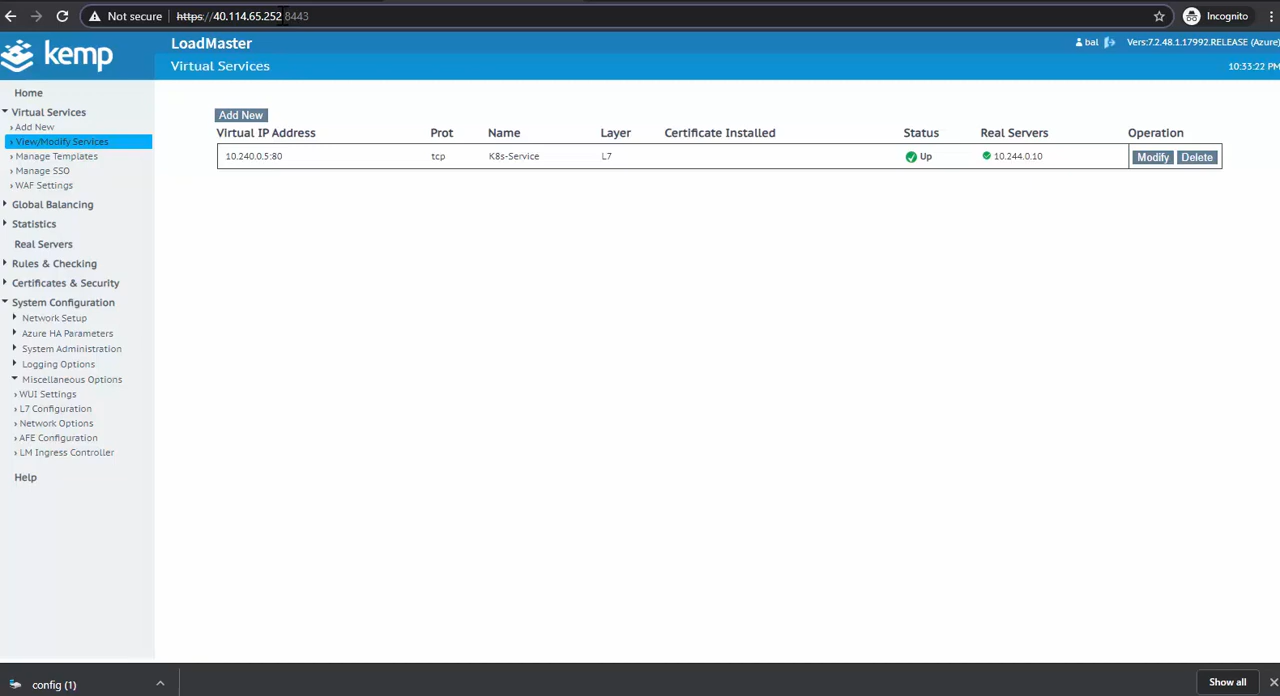 Not secure https://40.114.65.252:8443 Incognito
kemp
LoadMaster
bal Vers:7.2.48.1.17992.RELEASE (Azure)
Virtual Services
10:33:22 PM
Home
Virtual Services
Add New
View/Modify Services
Manage Templates
Manage SSO
WAF Settings
Global Balancing
Statistics
Real Servers
Rules & Checking
Certificates & Security
System Configuration
Network Setup
Azure HA Parameters
System Administration
Logging Options
Miscellaneous Options
WUI Settings
L7 Configuration
Network Options
AFE Configuration
LM Ingress Controller
Help
Add New
Virtual IP Address Prot Name Layer Certificate Installed Status Real Servers Operation
10.240.0.5:80 tcp K8s-Service L7 Up 10.244.0.10 Modify Delete
config (1) Show all